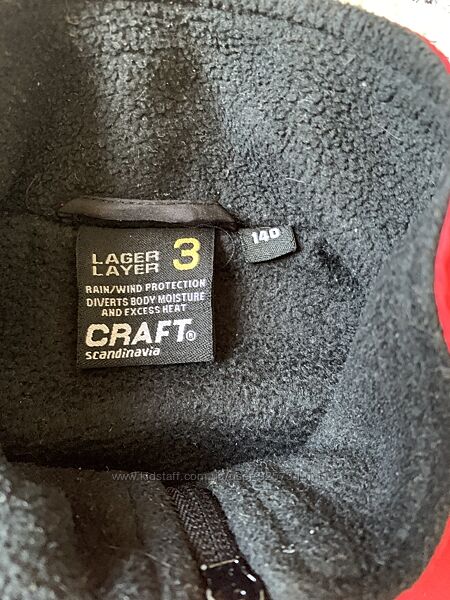 LAGER
LAYER 3
140
RAIN/WIND PROTECTION
DIVERTS BODY MOISTURE
AND EXCESS HEAT
CRAFT®
scandinavia